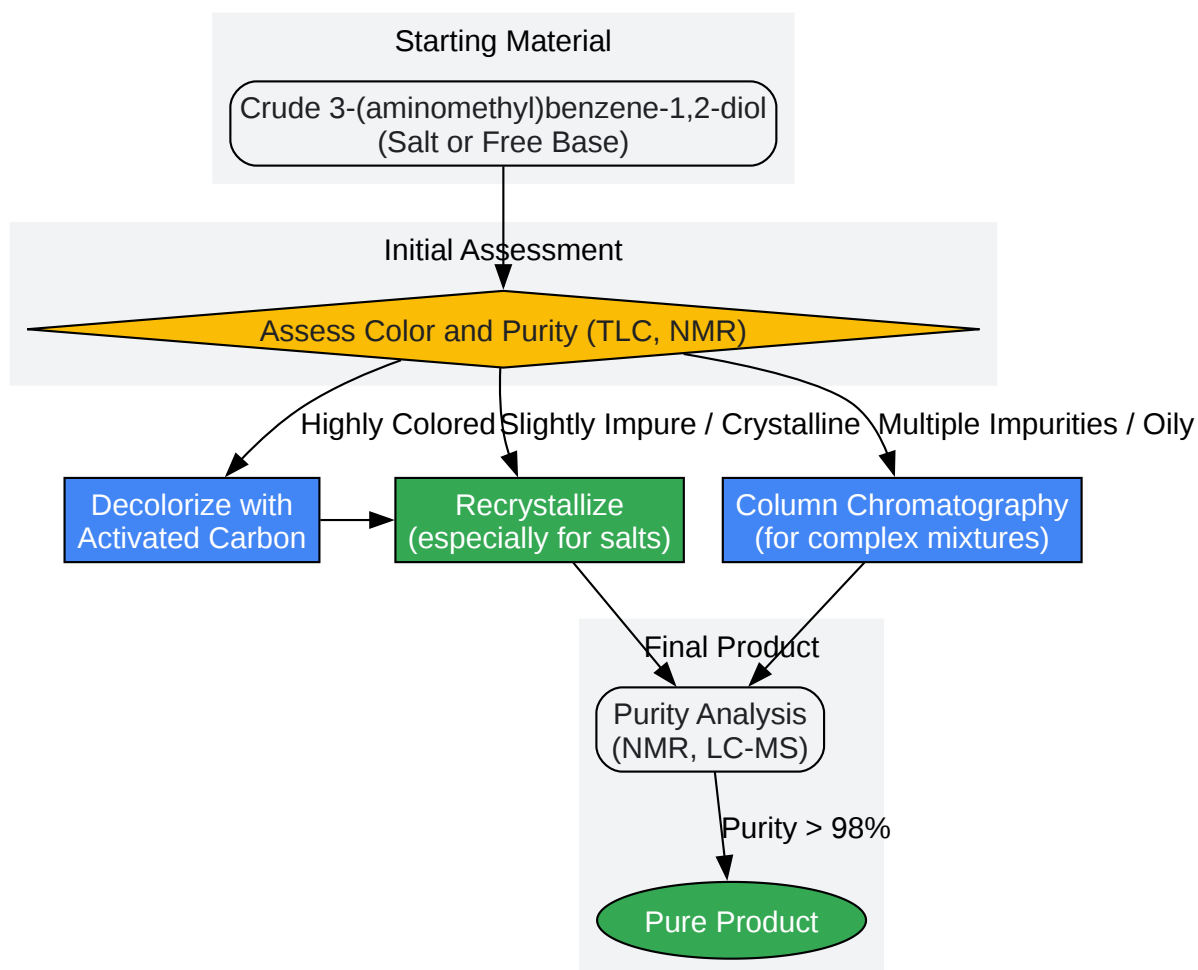 Starting Material
Crude 3-(aminomethyl)benzene-1,2-diol
(Salt or Free Base)
Initial Assessment
Assess Color and Purity (TLC, NMR)
Highly Colored
Slightly Impure / Crystalline
Multiple Impurities / Oily
Decolorize with
Activated Carbon
Recrystallize
(especially for salts)
Column Chromatography
(for complex mixtures)
Final Product
Purity Analysis
(NMR, LC-MS)
Purity > 98%
Pure Product